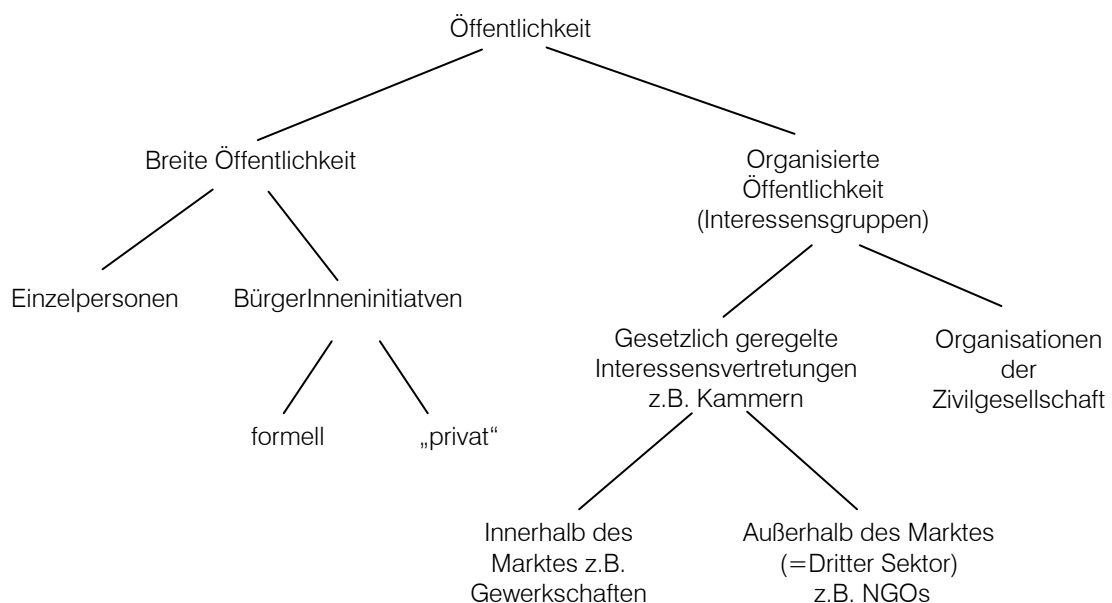 Öffentlichkeit
Breite Öffentlichkeit
Organisierte
Öffentlichkeit
(Interessensgruppen)
Einzelpersonen
BürgerInneninitiatven
Gesetzlich geregelte
Interessensvertretungen
z.B. Kammern
Organisationen
der
Zivilgesellschaft
formell
„privat“
Innerhalb des
Marktes z.B.
Gewerkschaften
Außerhalb des Marktes
(=Dritter Sektor)
z.B. NGOs